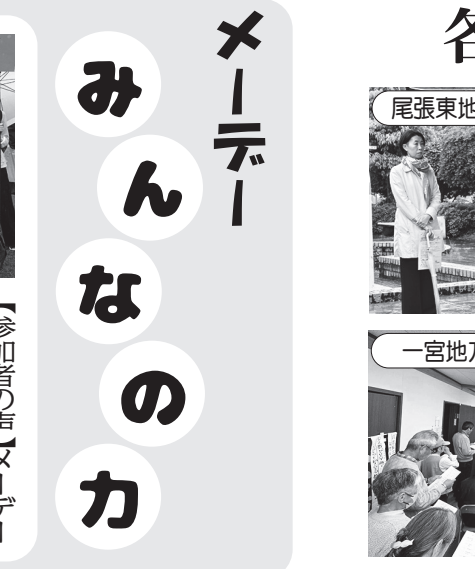 各
尾張東地
一宮地
メーデー
みんなの力
【参加者の声】メーデー